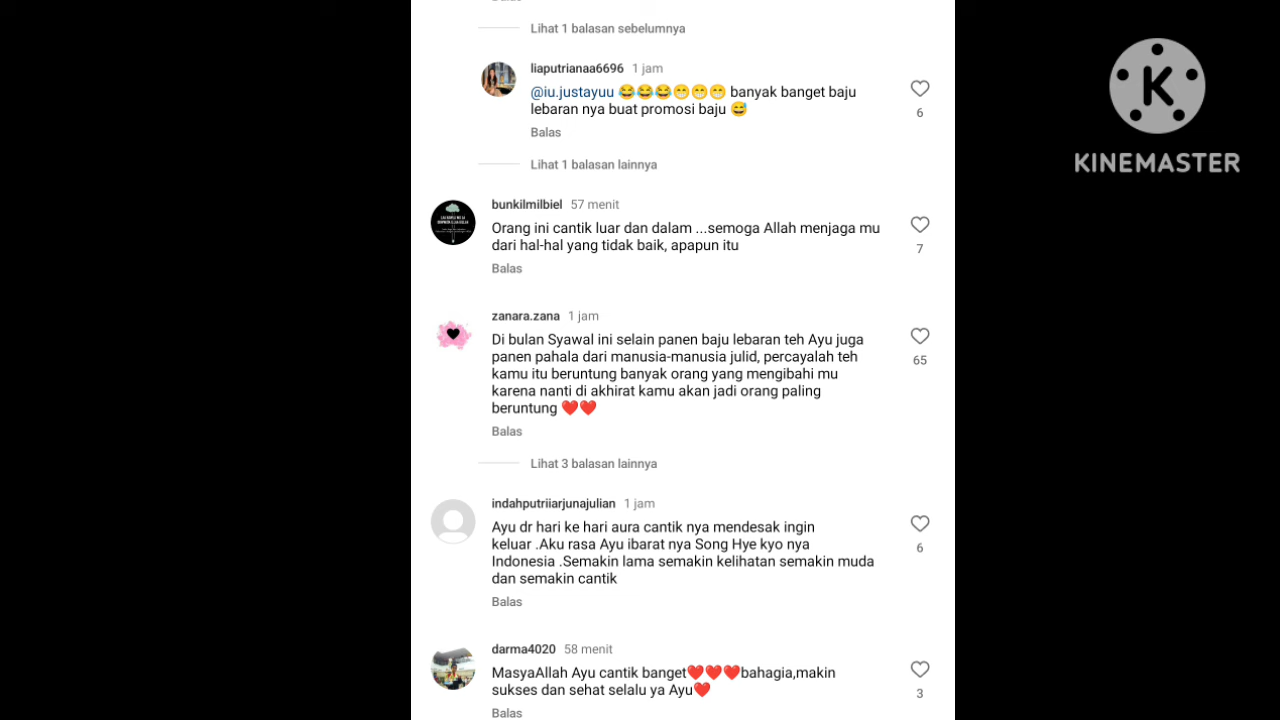 Lihat 1 balasan sebelumnya
liaputrianaa6696 1 jam
@iu.justayuu 😂😂😂😁😁😁 banyak banget baju
lebaran nya buat promosi baju 😅
6
Balas
Lihat 1 balasan lainnya
bunkilmilbiel 57 menit
Orang ini cantik luar dan dalam ...semoga Allah menjaga mu
dari hal-hal yang tidak baik, apapun itu
7
Balas
zanara.zana 1 jam
Di bulan Syawal ini selain panen baju lebaran teh Ayu juga
panen pahala dari manusia-manusia julid, percayalah teh
65
kamu itu beruntung banyak orang yang mengibahi mu
karena nanti di akhirat kamu akan jadi orang paling
beruntung ❤️❤️
Balas
Lihat 3 balasan lainnya
indahputriiarjunajulian 1 jam
Ayu dr hari ke hari aura cantik nya mendesak ingin
keluar .Aku rasa Ayu ibarat nya Song Hye kyo nya
6
Indonesia .Semakin lama semakin kelihatan semakin muda
dan semakin cantik
Balas
darma4020 58 menit
MasyaAllah Ayu cantik banget❤️❤️❤️bahagia,makin
sukses dan sehat selalu ya Ayu❤️
3
Balas
K
KINEMASTER